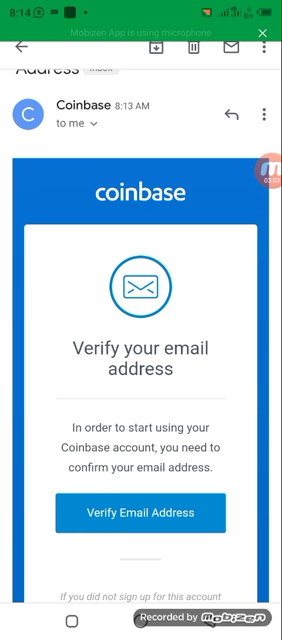 8:14
Mobizen App is using microphone
Address Inbox
Coinbase 8:13 AM
to me
C
05:03
coinbase
Verify your email
address
In order to start using your
Coinbase account, you need to
confirm your email address.
Verify Email Address
If you did not sign up for this account
Recorded by mobizen